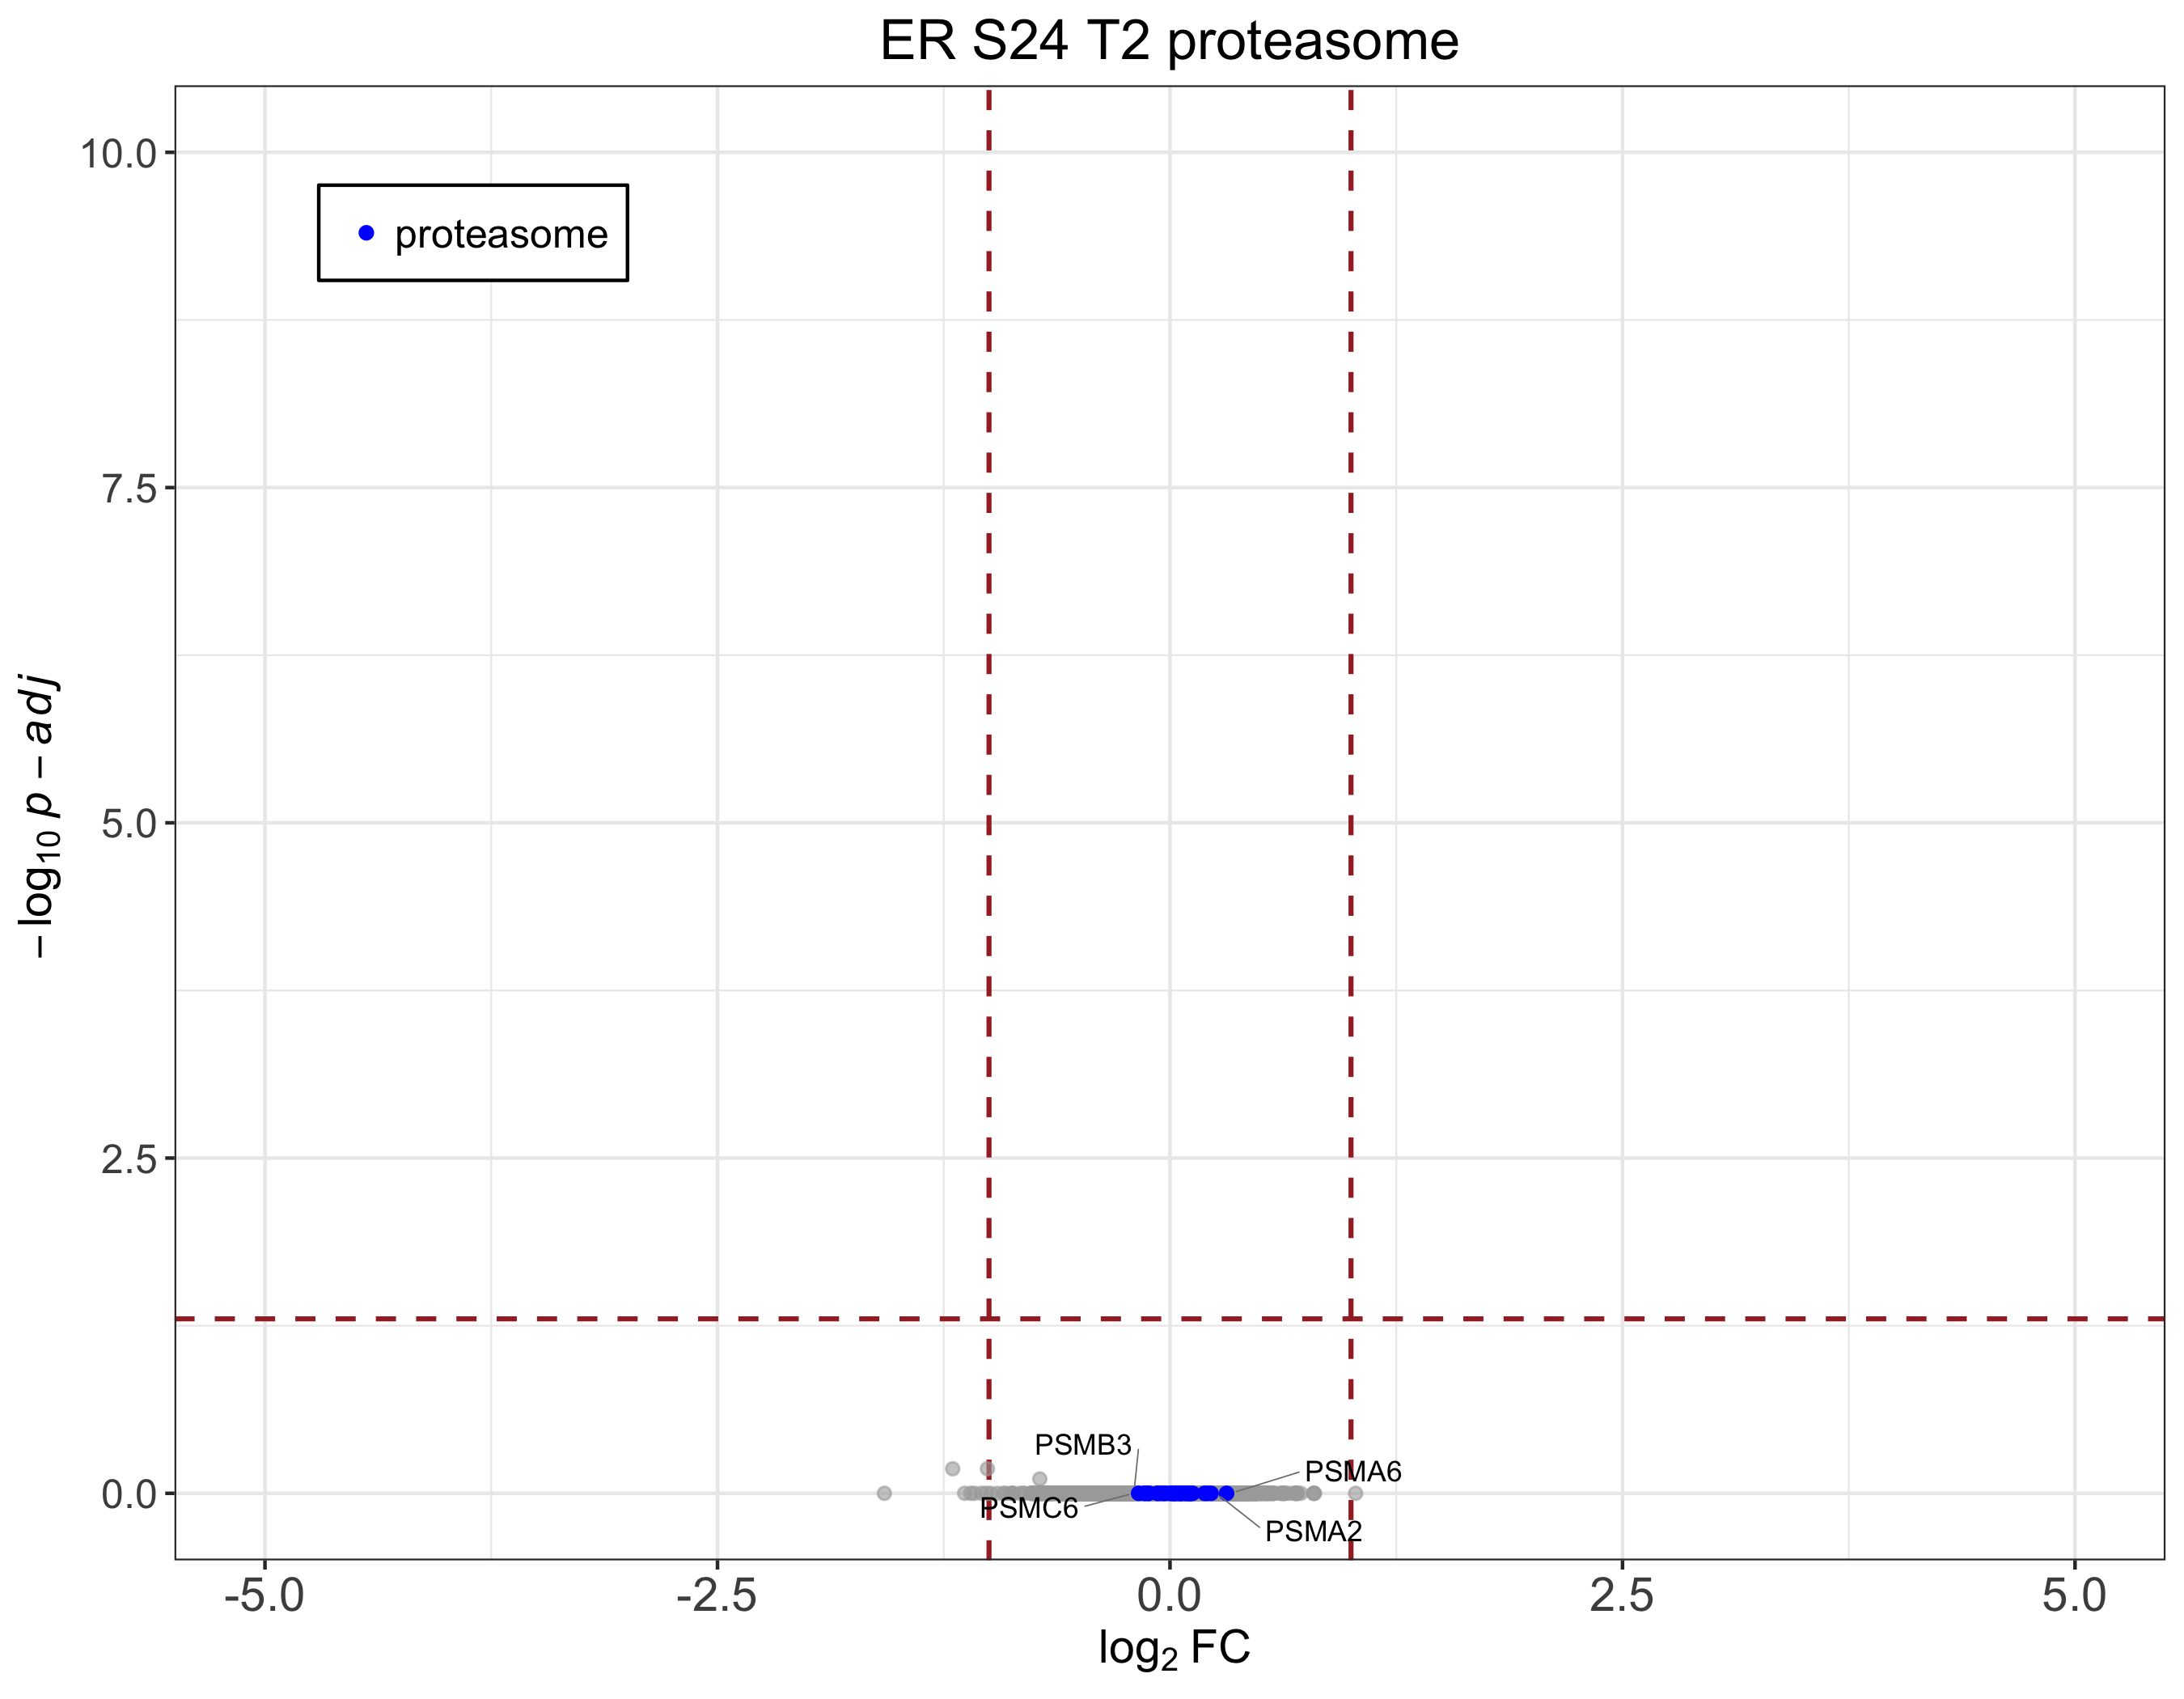 ER S24 T2 proteasome
10.0
proteasome
7.5
−log10 p − adj
5.0
2.5
PSMB3
PSMA6
0.0
PSMC6
PSMA2
-5.0 -2.5 0.0 2.5 5.0
log2 FC